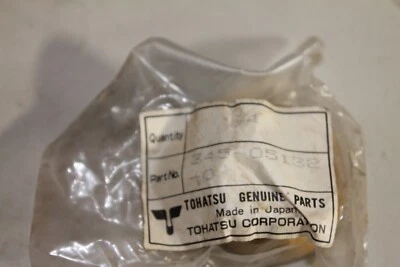 Quantity
345-05132
Part No.
TOHATSU GENUINE PARTS
Made in Japan
TOHATSU CORPORATION